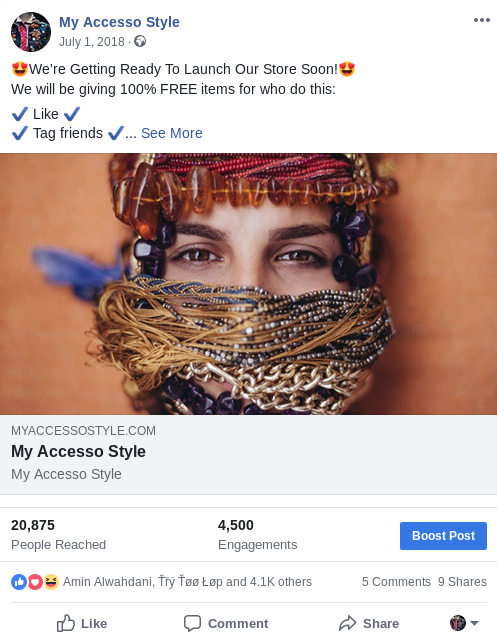 My Accesso Style
July 1, 2018 ·
😍We're Getting Ready To Launch Our Store Soon!😍
We will be giving 100% FREE items for who do this:
✔ Like ✔
✔ Tag friends ✔... See More
MYACCESSOSTYLE.COM
My Accesso Style
My Accesso Style
20,875 4,500
People Reached Engagements
Boost Post
Amin Alwahdani, Ťřý Ťøø Łøp and 4.1K others 5 Comments 9 Shares
Like Comment Share